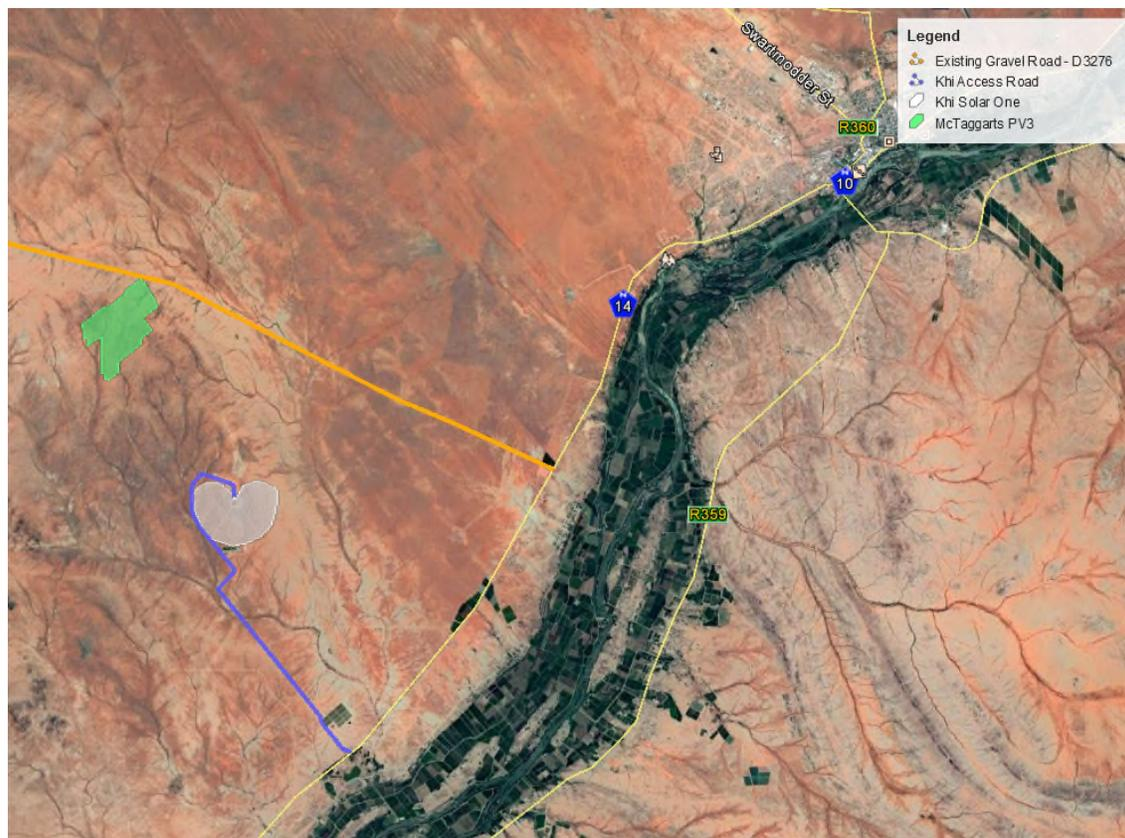 Swartmodder St
Legend
Existing Gravel Road - D3276
Khi Access Road
Khi Solar One
McTaggarts PV3
R360
N
10
N
14
R359